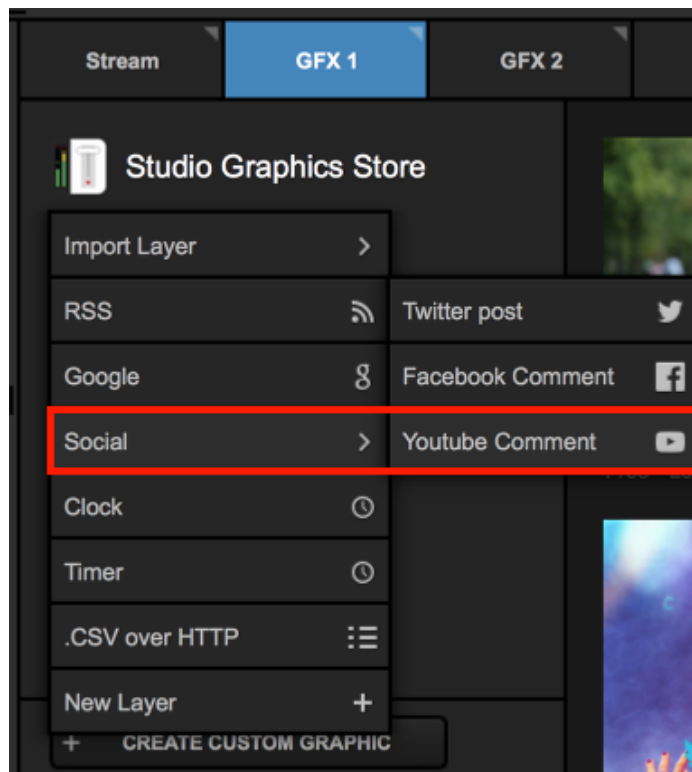 Stream GFX 1 GFX 2
Studio Graphics Store
Import Layer
RSS Twitter post
Google Facebook Comment
Social Youtube Comment
Clock
Timer
.CSV over HTTP
New Layer +
+ CREATE CUSTOM GRAPHIC